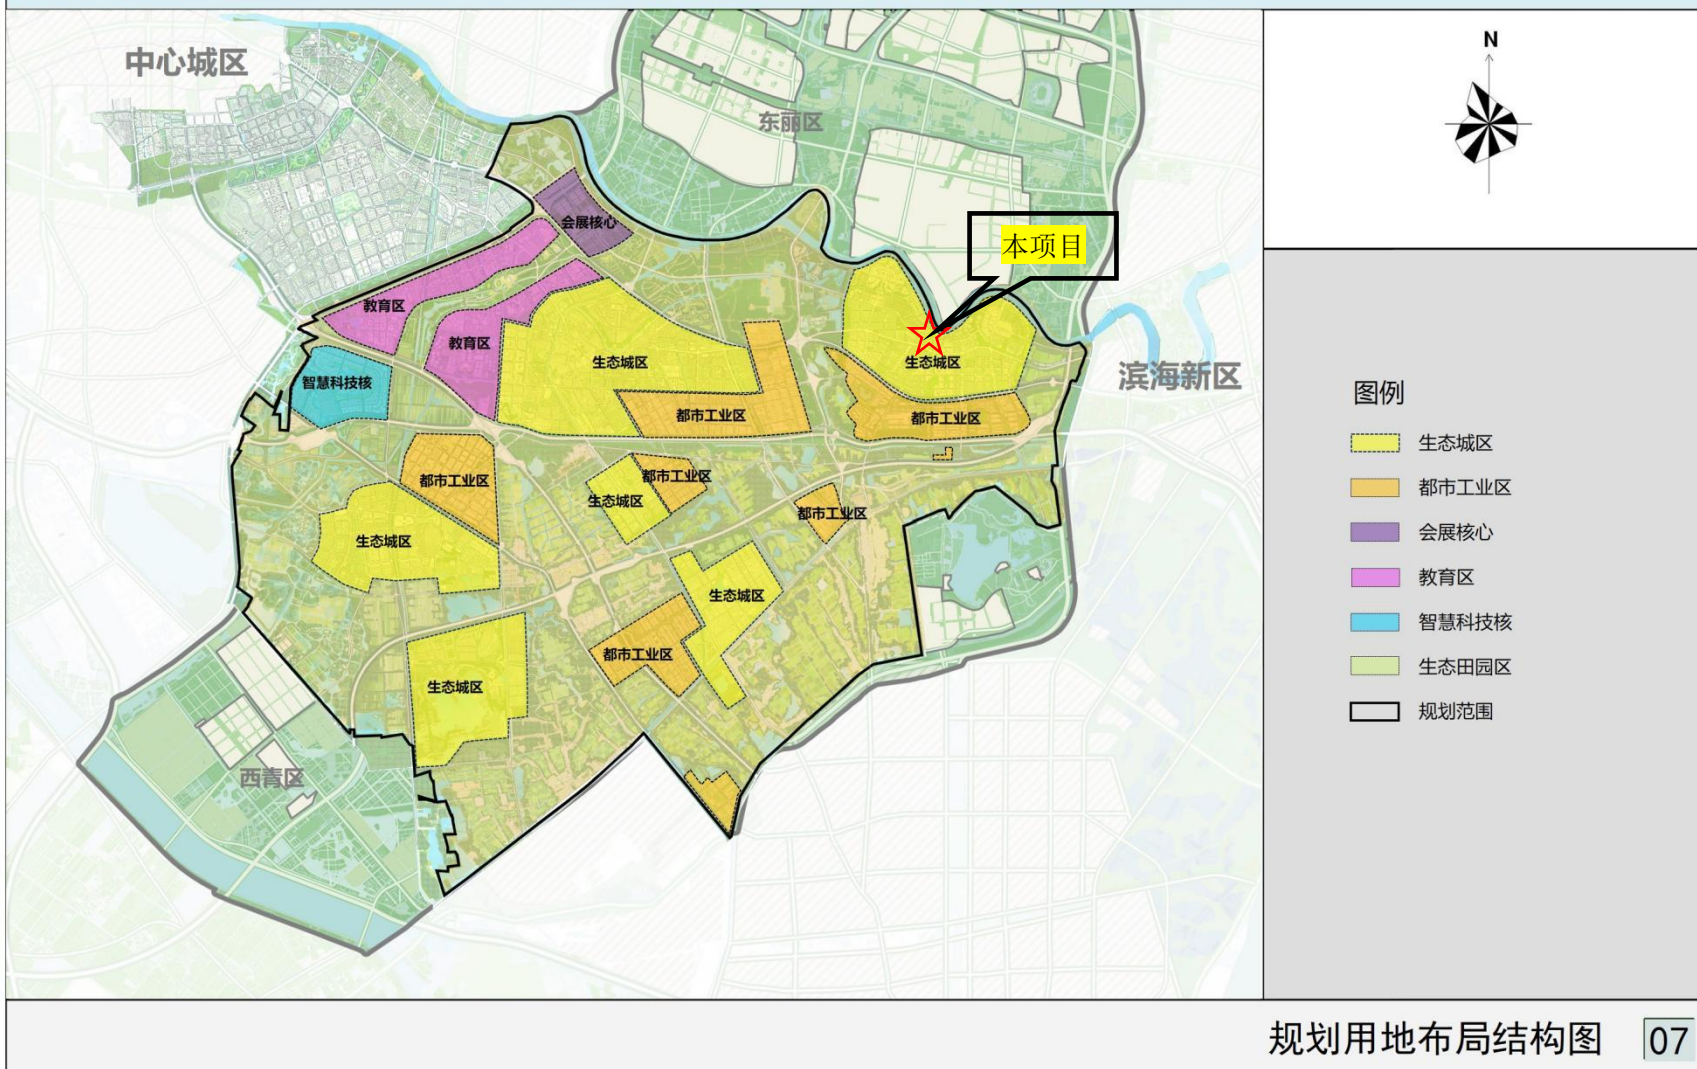 中心城区
东丽区
N
会展核心
本项目
教育区
教育区
生态城区
生态城区
滨海新区
智慧科技核
都市工业区
都市工业区
图例
生态城区
都市工业区
会展核心
教育区
智慧科技核
生态田园区
规划范围
都市工业区
都市工业区
生态城区
都市工业区
生态城区
生态城区
都市工业区
生态城区
西青区
规划用地布局结构图
07